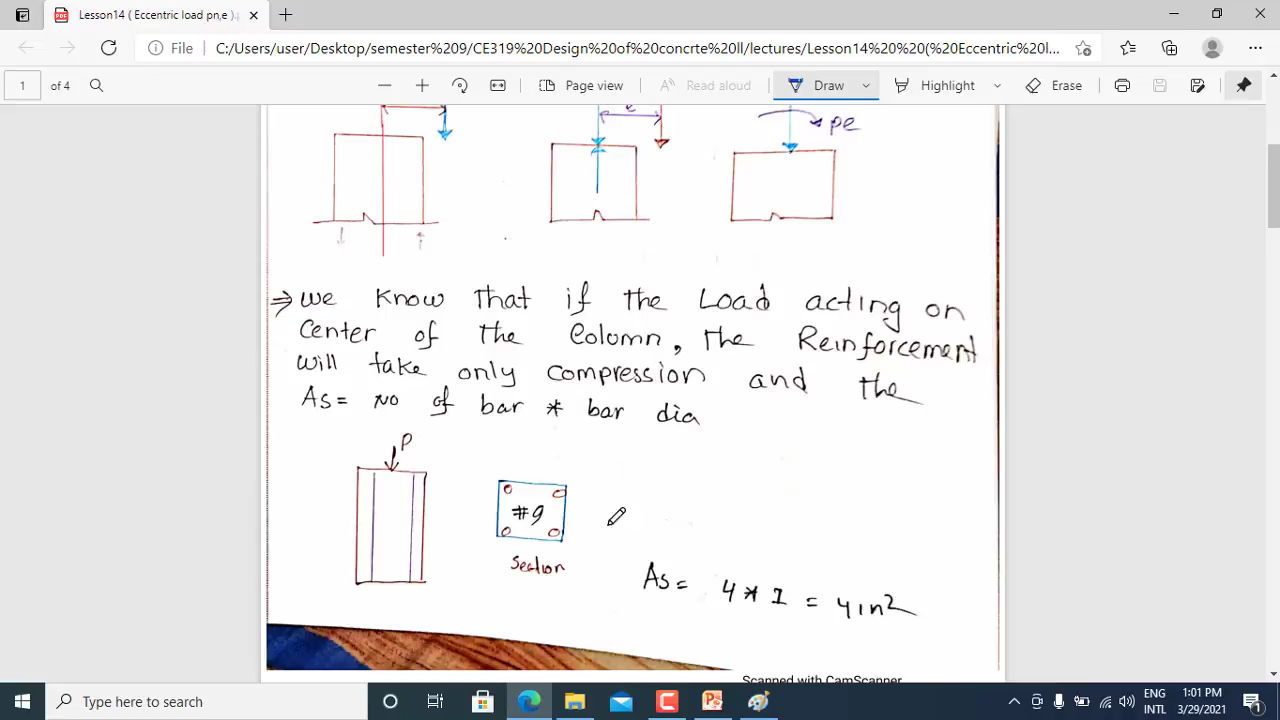 Lesson14 ( Eccentric load pn,e )
File
C:/Users/user/Desktop/semester%209/CE319%20Design%20of%20concrte%20ll/lectures/Lesson14%20%20(%20Eccentric%20l...
1 of 4
Page view
Read aloud
Draw
Highlight
Erase
e
pe
⇒ we know that if the Load acting on
Center of the Column, the Reinforcement
will take only compression and the
As= No of bar * bar dia
P
#9
Section
As= 4 * 1 = 4in²
Scanned with CamScanner
Type here to search
ENG
INTL
1:01 PM
3/29/2021